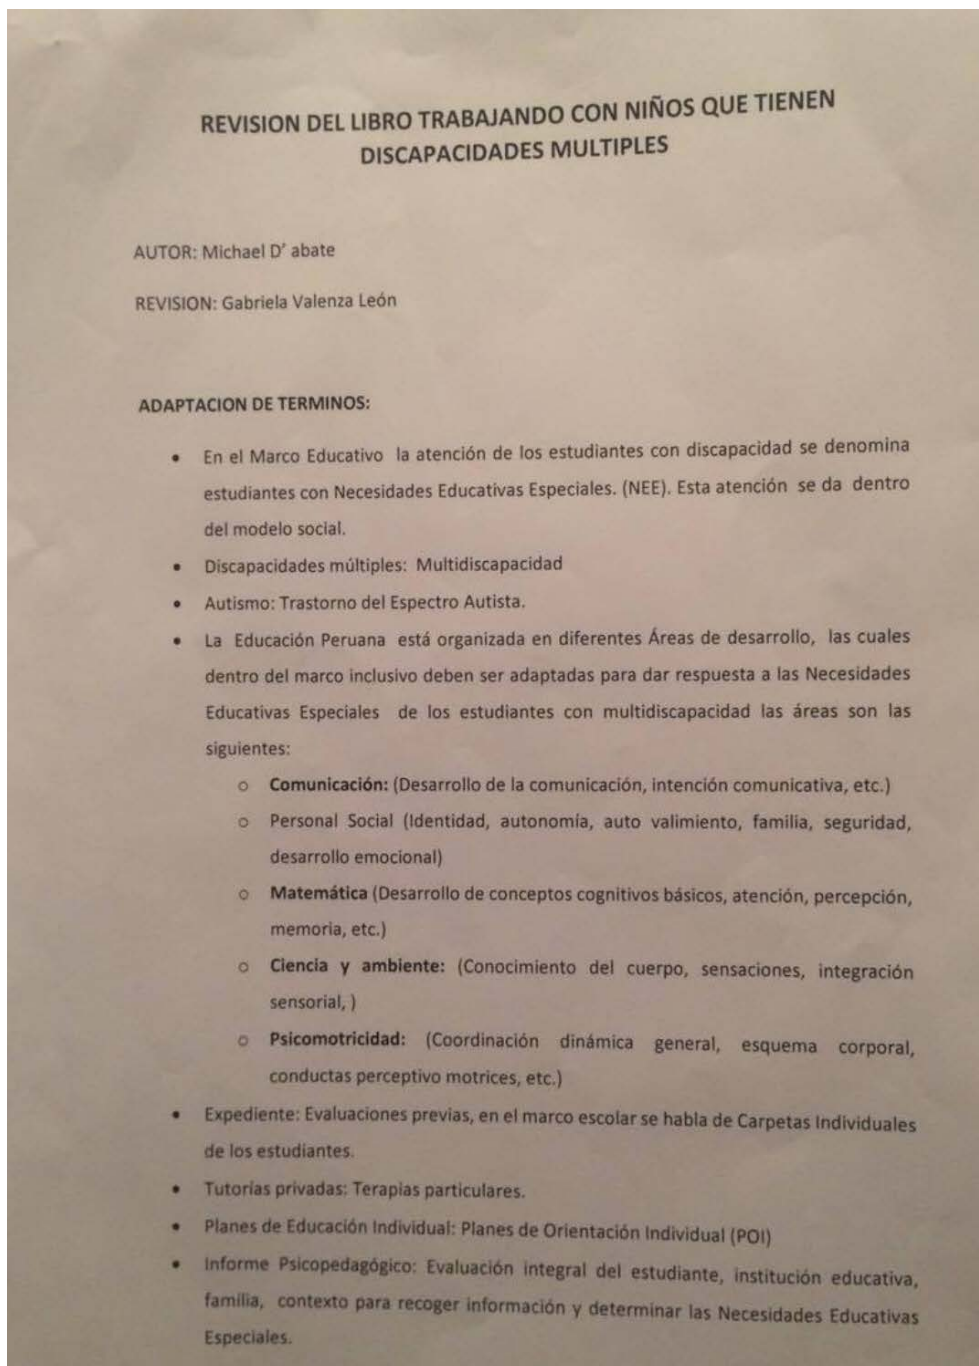 REVISION DEL LIBRO TRABAJANDO CON NIÑOS QUE TIENEN
DISCAPACIDADES MULTIPLES
AUTOR: Michael D' abate
REVISION: Gabriela Valenza León
ADAPTACION DE TERMINOS:
• En el Marco Educativo la atención de los estudiantes con discapacidad se denomina
estudiantes con Necesidades Educativas Especiales. (NEE). Esta atención se da dentro
del modelo social.
• Discapacidades múltiples: Multidiscapacidad
• Autismo: Trastorno del Espectro Autista.
• La Educación Peruana está organizada en diferentes Áreas de desarrollo, las cuales
dentro del marco inclusivo deben ser adaptadas para dar respuesta a las Necesidades
Educativas Especiales de los estudiantes con multidiscapacidad las áreas son las
siguientes:
o Comunicación: (Desarrollo de la comunicación, intención comunicativa, etc.)
o Personal Social (Identidad, autonomía, auto valimiento, familia, seguridad,
desarrollo emocional)
o Matemática (Desarrollo de conceptos cognitivos básicos, atención, percepción,
memoria, etc.)
o Ciencia y ambiente: (Conocimiento del cuerpo, sensaciones, integración
sensorial, )
o Psicomotricidad: (Coordinación dinámica general, esquema corporal,
conductas perceptivo motrices, etc.)
• Expediente: Evaluaciones previas, en el marco escolar se habla de Carpetas Individuales
de los estudiantes.
• Tutorías privadas: Terapias particulares.
• Planes de Educación Individual: Planes de Orientación Individual (POI)
• Informe Psicopedagógico: Evaluación integral del estudiante, institución educativa,
familia, contexto para recoger información y determinar las Necesidades Educativas
Especiales.